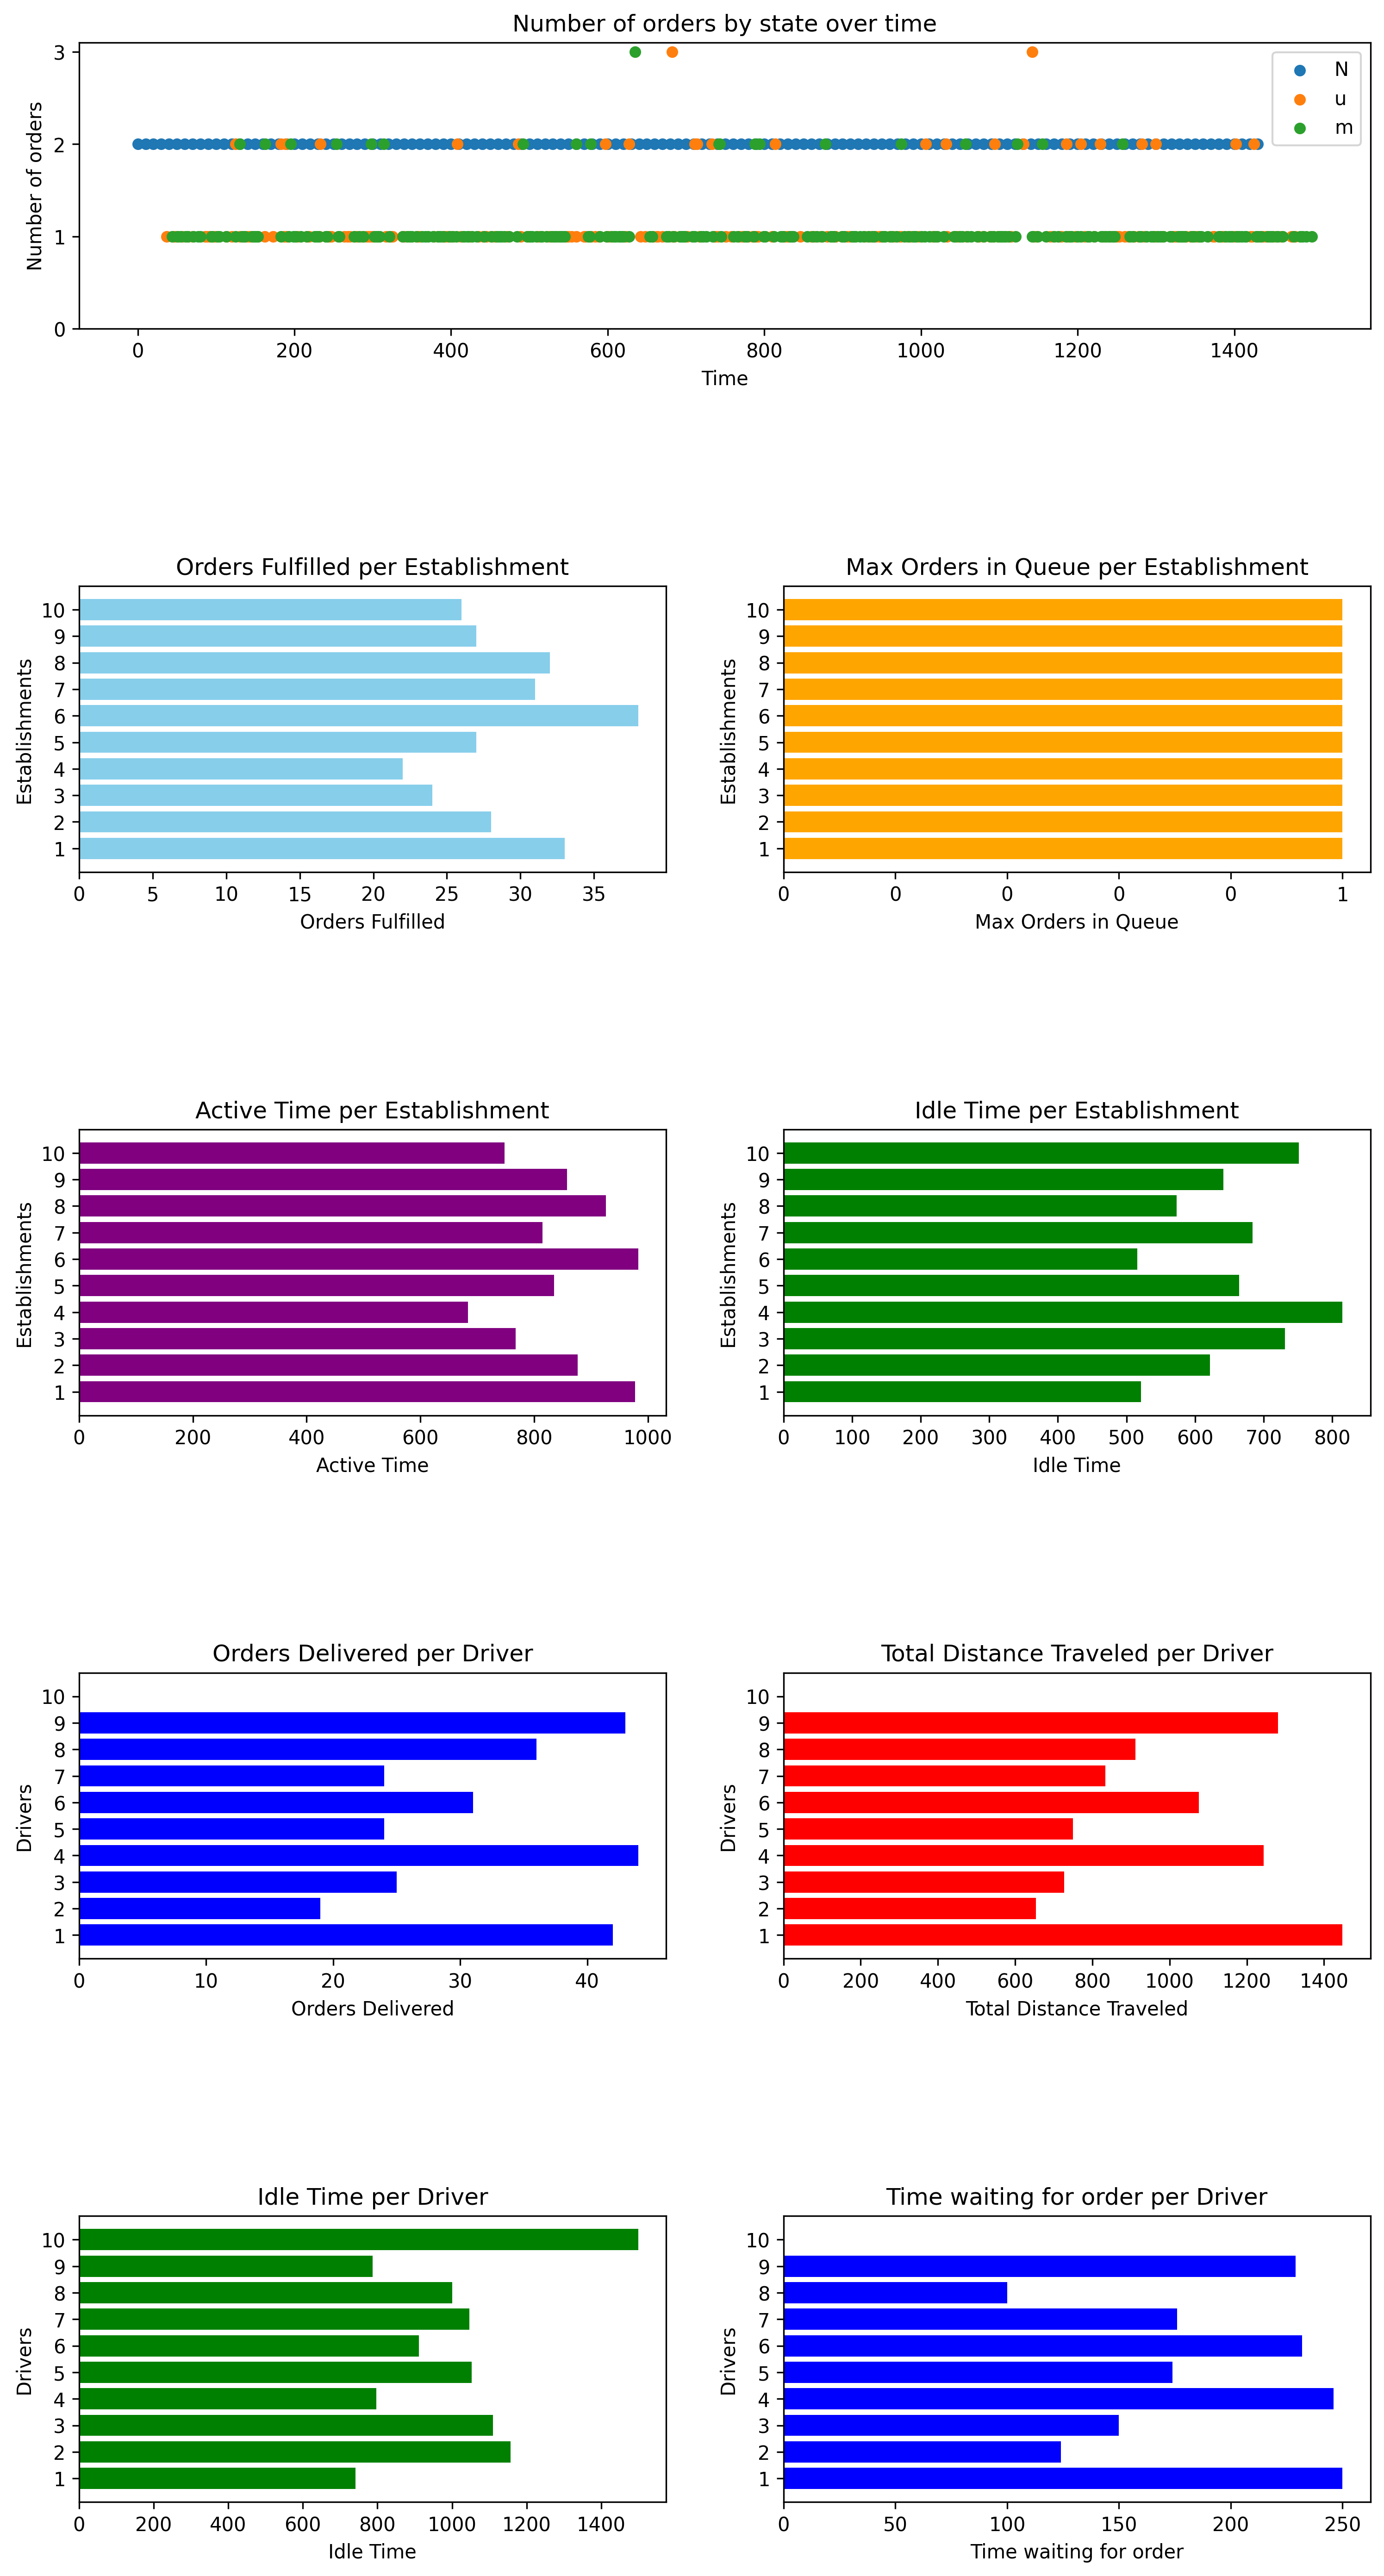 Number of orders by state over time
Number of orders
3
2
1
0
N
u
m
0 200 400 600 800 1000 1200 1400
Time
Orders Fulfilled per Establishment
Establishments
10
9
8
7
6
5
4
3
2
1
0 5 10 15 20 25 30 35
Orders Fulfilled
Max Orders in Queue per Establishment
Establishments
10
9
8
7
6
5
4
3
2
1
0 0 0 0 0 1
Max Orders in Queue
Active Time per Establishment
Establishments
10
9
8
7
6
5
4
3
2
1
0 200 400 600 800 1000
Active Time
Idle Time per Establishment
Establishments
10
9
8
7
6
5
4
3
2
1
0 100 200 300 400 500 600 700 800
Idle Time
Orders Delivered per Driver
Drivers
10
9
8
7
6
5
4
3
2
1
0 10 20 30 40
Orders Delivered
Total Distance Traveled per Driver
Drivers
10
9
8
7
6
5
4
3
2
1
0 200 400 600 800 1000 1200 1400
Total Distance Traveled
Idle Time per Driver
Drivers
10
9
8
7
6
5
4
3
2
1
0 200 400 600 800 1000 1200 1400
Idle Time
Time waiting for order per Driver
Drivers
10
9
8
7
6
5
4
3
2
1
0 50 100 150 200 250
Time waiting for order